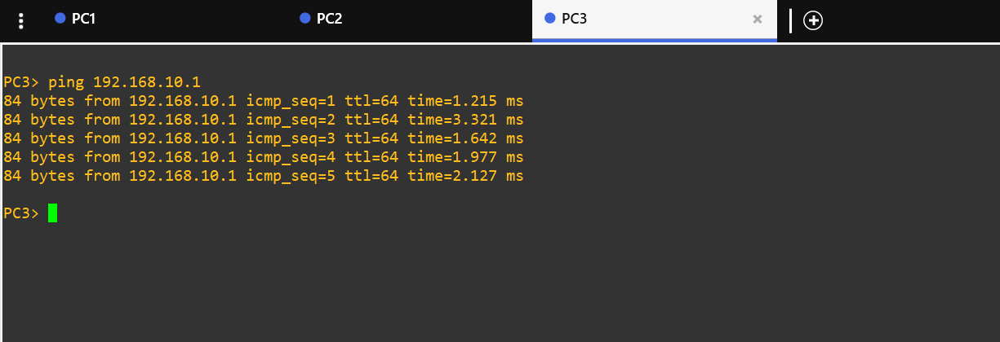 PC1 PC2 PC3
PC3> ping 192.168.10.1
84 bytes from 192.168.10.1 icmp_seq=1 ttl=64 time=1.215 ms
84 bytes from 192.168.10.1 icmp_seq=2 ttl=64 time=3.321 ms
84 bytes from 192.168.10.1 icmp_seq=3 ttl=64 time=1.642 ms
84 bytes from 192.168.10.1 icmp_seq=4 ttl=64 time=1.977 ms
84 bytes from 192.168.10.1 icmp_seq=5 ttl=64 time=2.127 ms
PC3>